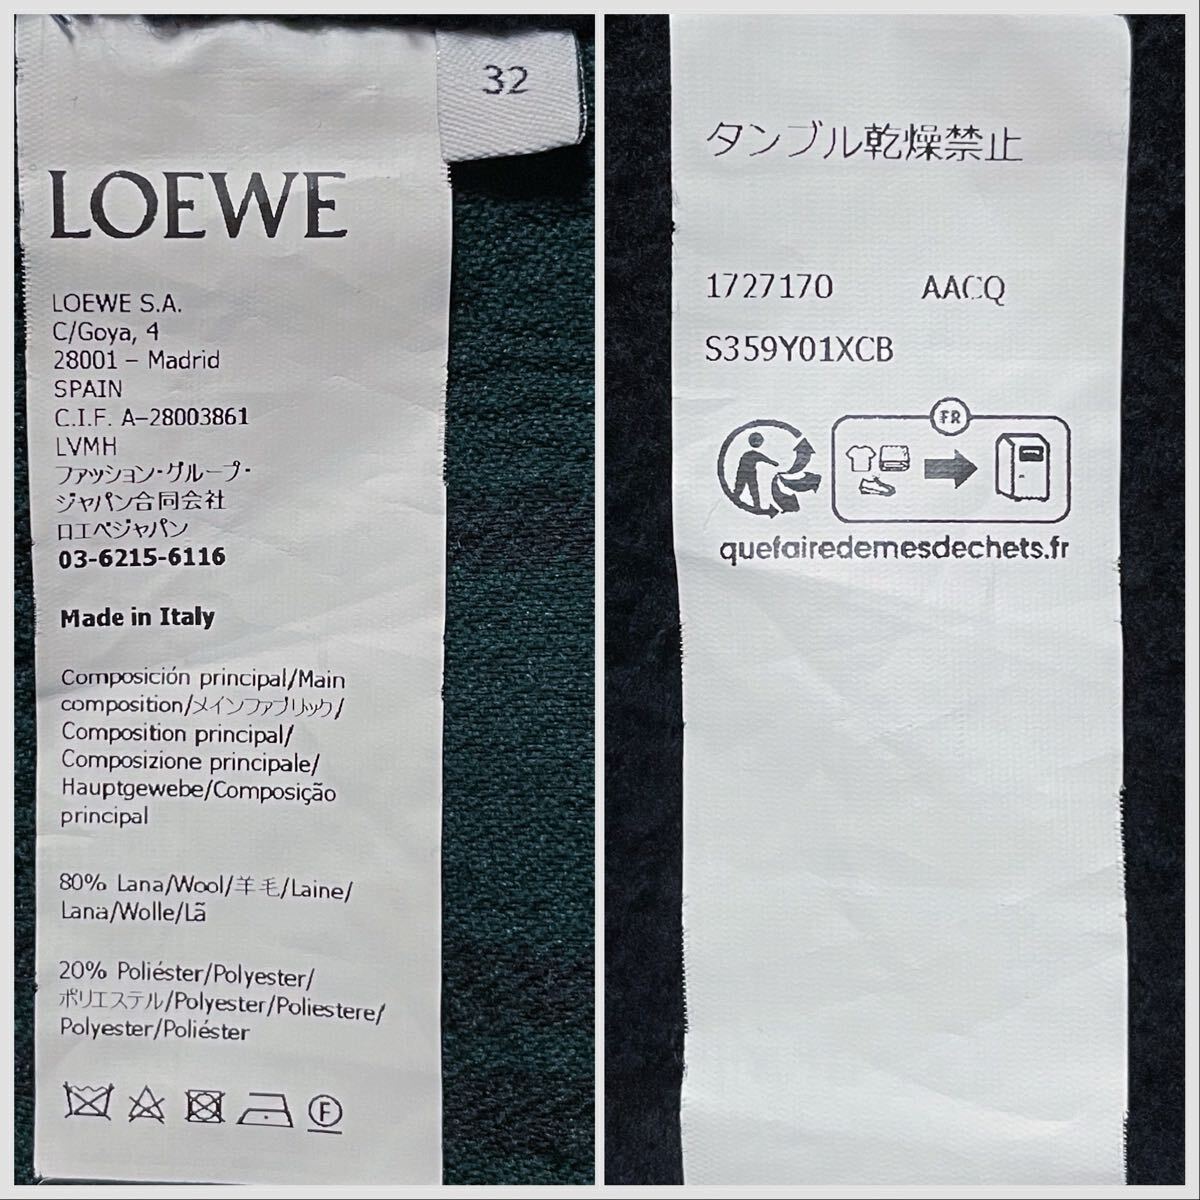 32
LOEWE
LOEWE S.A.
C/Goya, 4
28001 – Madrid
SPAIN
C.I.F. A–28003861
LVMH
ファッション・グループ・
ジャパン合同会社
ロエベジャパン
03-6215-6116
Made in Italy
Composición principal/Main
composition/メインファブリック/
Composition principal/
Composizione principale/
Hauptgewebe/Composição
principal
80% Lana/Wool/羊毛/Laine/
Lana/Wolle/Lã
20% Poliéster/Polyester/
ポリエステル/Polyester/Poliestere/
Polyester/Poliéster
F
タンブル乾燥禁止
1727170 AACQ
S359Y01XCB
FR
quefairedemesdechets.fr